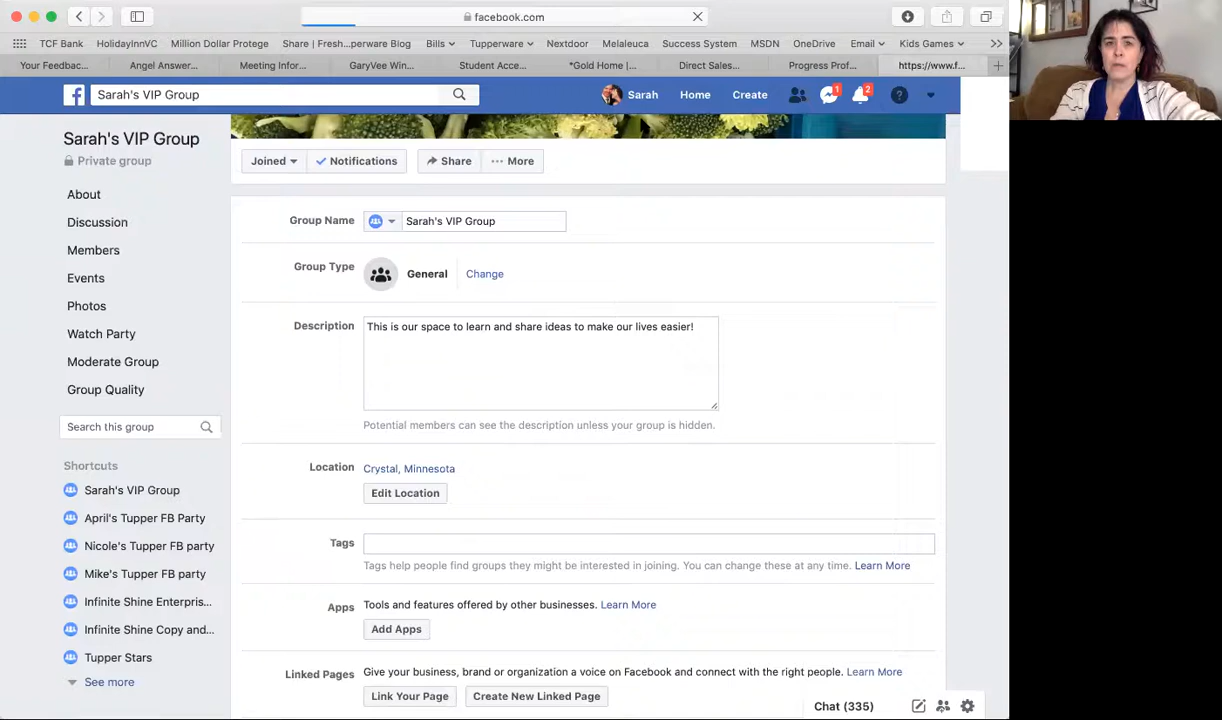 facebook.com
TCF Bank HolidayInnVC Million Dollar Protege Share | Fresh...perware Blog Bills Tupperware Nextdoor Melaleuca Success System MSDN OneDrive Email Kids Games
Your Feedbac... Angel Answer... Meeting Infor... GaryVee Win... Student Acce... *Gold Home |... Direct Sales... Progress Prof... https://www.f...
Sarah's VIP Group Sarah Home Create 1 2
Sarah's VIP Group
Private group
Joined Notifications Share More
About
Discussion
Members
Events
Photos
Watch Party
Moderate Group
Group Quality
Search this group
Shortcuts
Sarah's VIP Group
April's Tupper FB Party
Nicole's Tupper FB party
Mike's Tupper FB party
Infinite Shine Enterpris...
Infinite Shine Copy and...
Tupper Stars
See more
Group Name Sarah's VIP Group
Group Type General Change
Description This is our space to learn and share ideas to make our lives easier!
Potential members can see the description unless your group is hidden.
Location Crystal, Minnesota
Edit Location
Tags
Tags help people find groups they might be interested in joining. You can change these at any time. Learn More
Apps Tools and features offered by other businesses. Learn More
Add Apps
Linked Pages Give your business, brand or organization a voice on Facebook and connect with the right people. Learn More
Link Your Page Create New Linked Page
Chat (335)